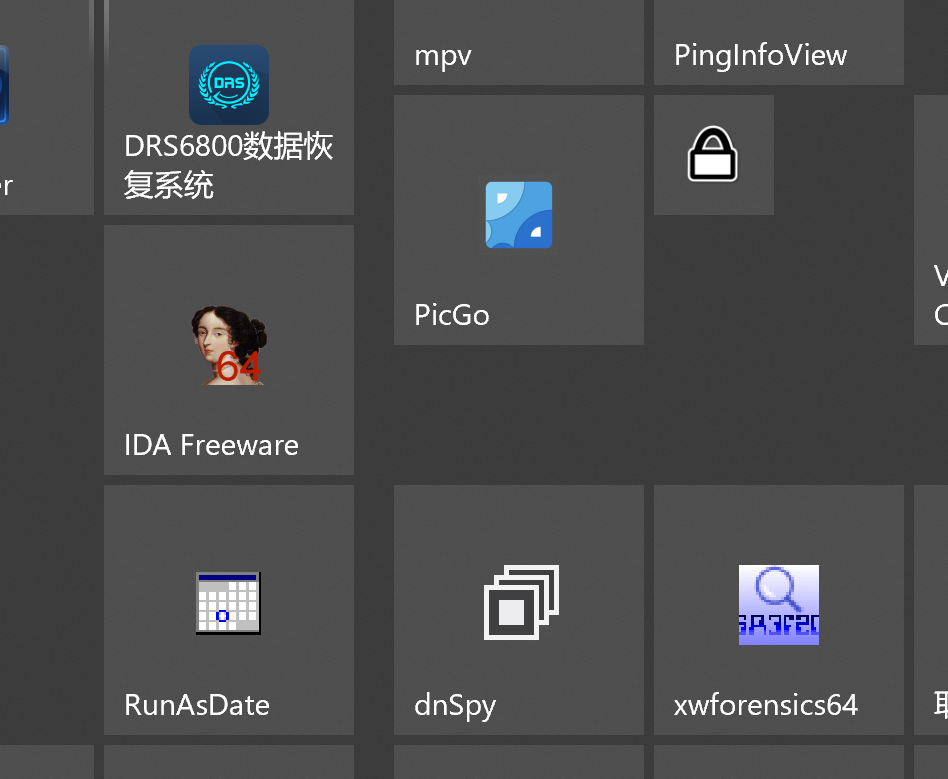 mpv
PingInfoView
DRS
DRS6800数据恢
复系统
er
PicGo
64
IDA Freeware
RunAsDate
dnSpy
xwforensics64